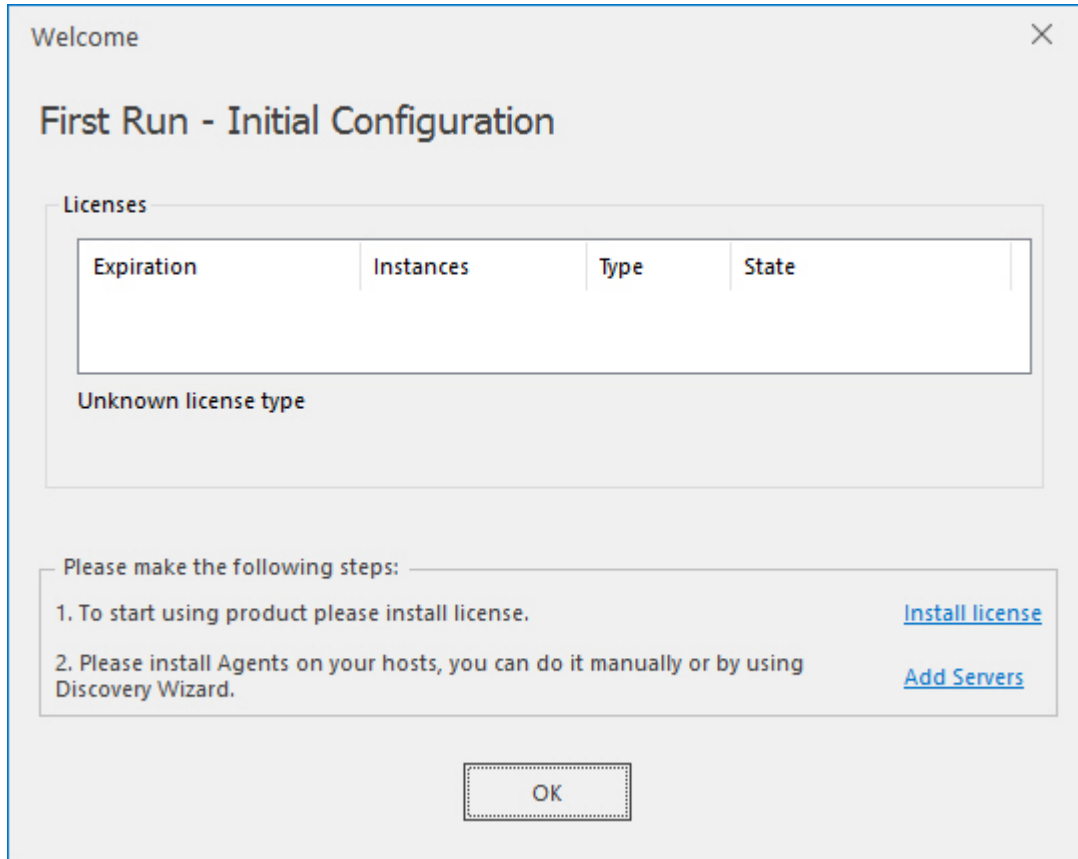 Welcome
First Run - Initial Configuration
Licenses
Expiration Instances Type State
Unknown license type
Please make the following steps:
1. To start using product please install license. Install license
2. Please install Agents on your hosts, you can do it manually or by using
Discovery Wizard. Add Servers
OK